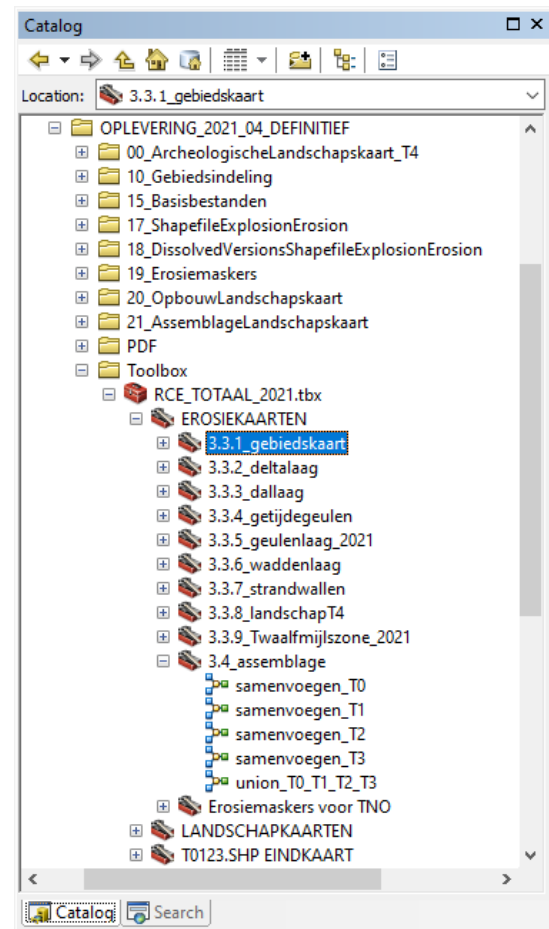 Catalog
Location: 3.3.1_gebiedskaart
OPLEVERING_2021_04_DEFINITIEF
00_ArcheologischeLandschapskaart_T4
10_Gebiedsindeling
15_Basisbestanden
17_ShapefileExplosionErosion
18_DissolvedVersionsShapefileExplosionErosion
19_Erosiemaskers
20_OpbouwLandschapskaart
21_AssemblageLandschapskaart
PDF
Toolbox
RCE_TOTAAL_2021.tbx
EROSIEKAARTEN
3.3.1_gebiedskaart
3.3.2_deltalaag
3.3.3_dallaag
3.3.4_getijdegeulen
3.3.5_geulenlaag_2021
3.3.6_waddenlaag
3.3.7_strandwallen
3.3.8_landschapT4
3.3.9_Twaalfmijlszone_2021
3.4_assemblage
samenvoegen_T0
samenvoegen_T1
samenvoegen_T2
samenvoegen_T3
union_T0_T1_T2_T3
Erosiemaskers voor TNO
LANDSCHAPKAARTEN
T0123.SHP EINDKAART
Catalog Search